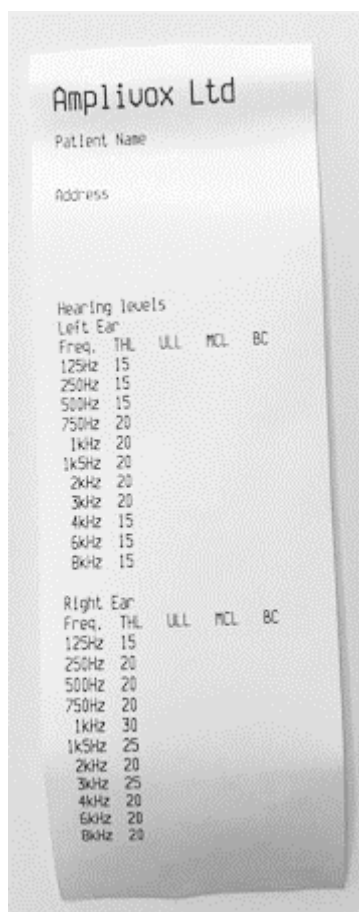 Amplivox Ltd
Patient Name
Address
Hearing levels
Left Ear
Freq. THL ULL MCL BC
125Hz 15
250Hz 15
500Hz 15
750Hz 20
1kHz 20
1k5Hz 20
2kHz 20
3kHz 20
4kHz 15
6kHz 15
8kHz 15
Right Ear
Freq. THL ULL MCL BC
125Hz 15
250Hz 20
500Hz 20
750Hz 20
1kHz 30
1k5Hz 25
2kHz 20
3kHz 25
4kHz 20
6kHz 20
8kHz 20